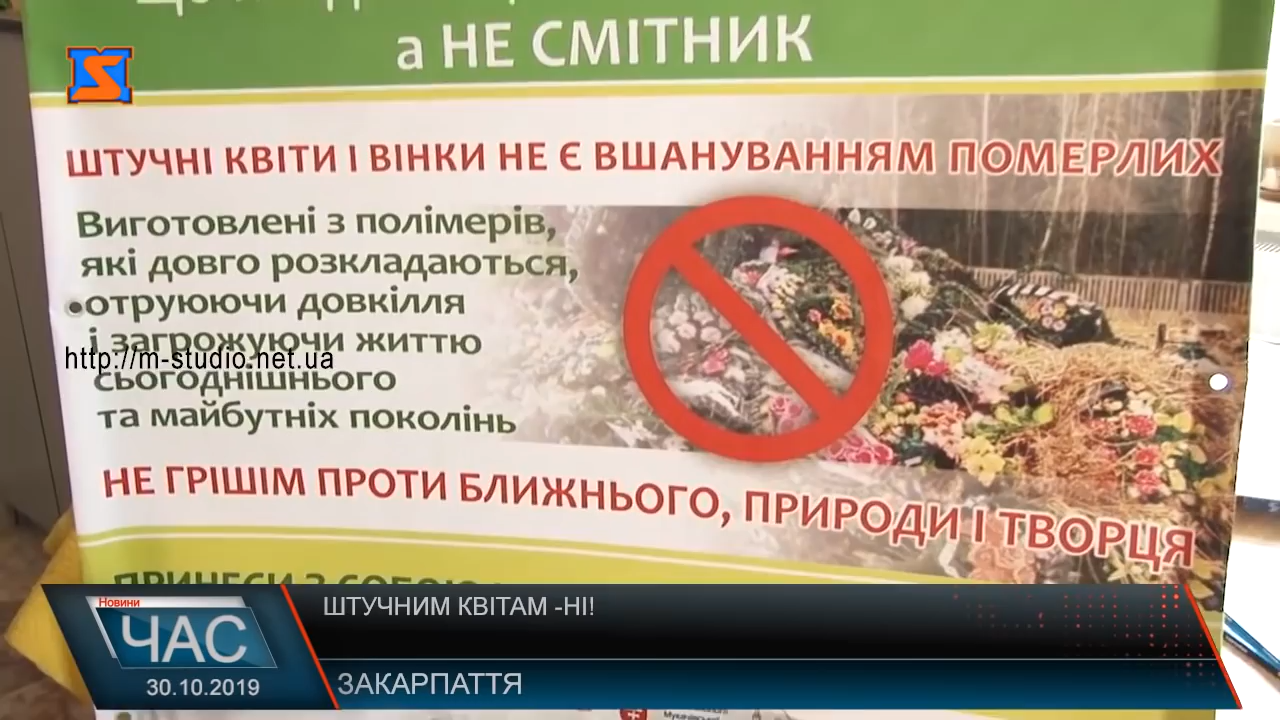 а НЕ СМІТНИК
ШТУЧНІ КВІТИ І ВІНКИ НЕ Є ВШАНУВАННЯМ ПОМЕРЛИХ
Виготовлені з полімерів,
які довго розкладаються,
отруюючи довкілля
і загрожуючи життю
http://m-studio.net.ua
сьогоднішнього
та майбутніх поколінь
НЕ ГРІШІМ ПРОТИ БЛИЖНЬОГО, ПРИРОДИ І ТВОРЦЯ
ПРИНЕСИ З СОБОЮ
Новини
ЧАС
30.10.2019
ШТУЧНИМ КВІТАМ -НІ!
ЗАКАРПАТТЯ